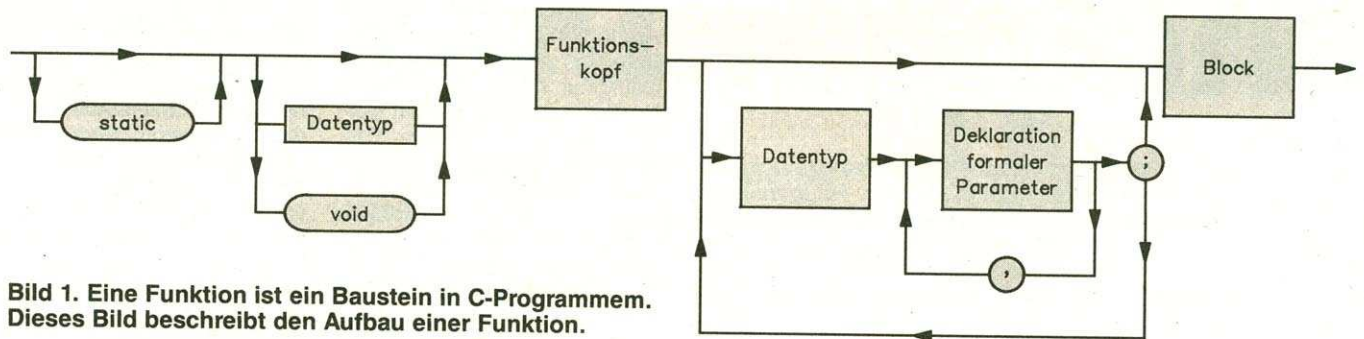 Funktions-
kopf
Block
static
Datentyp
void
Datentyp
Deklaration
formaler
Parameter
;
,
Bild 1. Eine Funktion ist ein Baustein in C-Programmem.
Dieses Bild beschreibt den Aufbau einer Funktion.